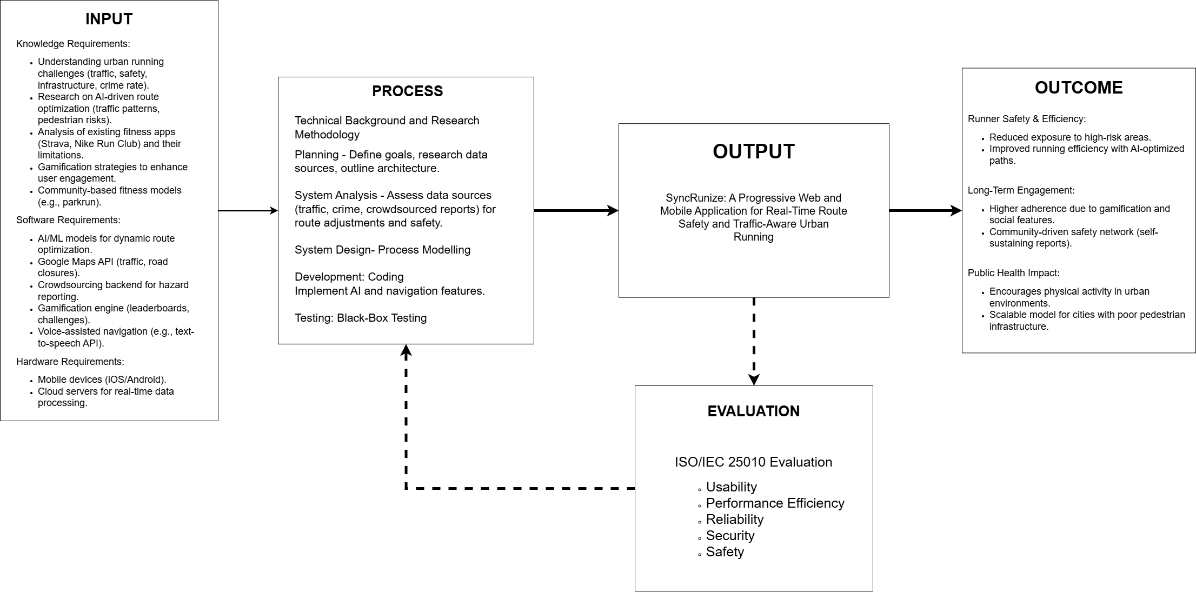 INPUT
Knowledge Requirements:
Understanding urban running
challenges (traffic, safety,
infrastructure, crime rate).
Research on AI-driven route
optimization (traffic patterns,
pedestrian risks).
Analysis of existing fitness apps
(Strava, Nike Run Club) and their
limitations.
Gamification strategies to enhance
user engagement.
Community-based fitness models
(e.g., parkrun).
Software Requirements:
AI/ML models for dynamic route
optimization.
Google Maps API (traffic, road
closures).
Crowdsourcing backend for hazard
reporting.
Gamification engine (leaderboards,
challenges).
Voice-assisted navigation (e.g., text-
to-speech API).
Hardware Requirements:
Mobile devices (iOS/Android).
Cloud servers for real-time data
processing.
PROCESS
Technical Background and Research
Methodology
Planning - Define goals, research data
sources, outline architecture.
System Analysis - Assess data sources
(traffic, crime, crowdsourced reports) for
route adjustments and safety.
System Design- Process Modelling
Development: Coding
Implement AI and navigation features.
Testing: Black-Box Testing
OUTPUT
SyncRunize: A Progressive Web and
Mobile Application for Real-Time Route
Safety and Traffic-Aware Urban
Running
OUTCOME
Runner Safety & Efficiency:
Reduced exposure to high-risk areas.
Improved running efficiency with AI-optimized
paths.
Long-Term Engagement:
Higher adherence due to gamification and
social features.
Community-driven safety network (self-
sustaining reports).
Public Health Impact:
Encourages physical activity in urban
environments.
Scalable model for cities with poor pedestrian
infrastructure.
EVALUATION
ISO/IEC 25010 Evaluation
Usability
Performance Efficiency
Reliability
Security
Safety